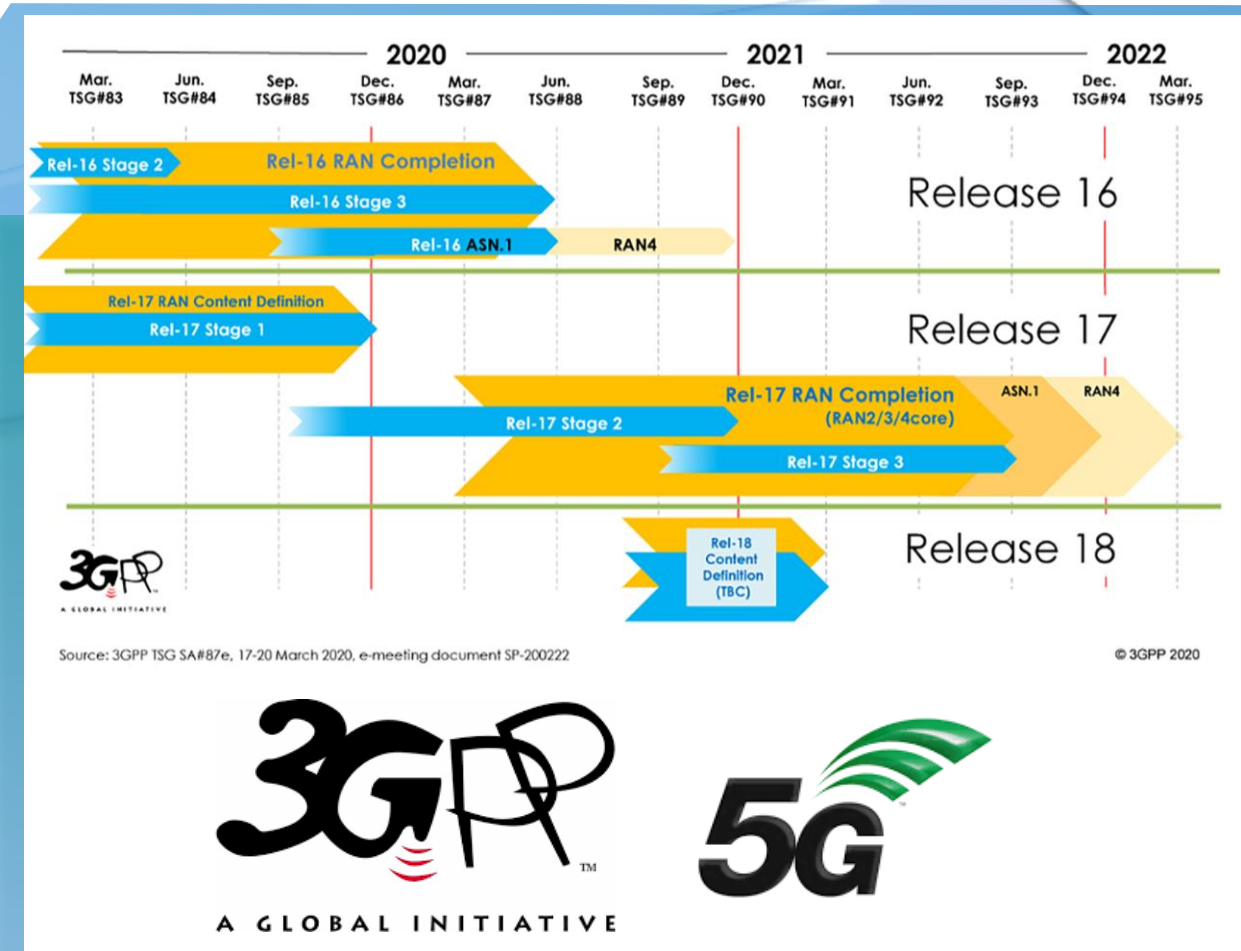 2020 2021 2022
Mar. Jun. Sep. Dec. Mar. Jun. Sep. Dec. Mar. Jun. Sep. Dec. Mar.
TSG#83 TSG#84 TSG#85 TSG#86 TSG#87 TSG#88 TSG#89 TSG#90 TSG#91 TSG#92 TSG#93 TSG#94 TSG#95
Rel-16 Stage 2
Rel-16 RAN Completion
Rel-16 Stage 3
Rel-16 ASN.1
RAN4
Release 16
Rel-17 RAN Content Definition
Rel-17 Stage 1
Release 17
Rel-17 RAN Completion
(RAN2/3/4core)
ASN.1
RAN4
Rel-17 Stage 2
Rel-17 Stage 3
Rel-18
Content
Definition
(TBC)
Release 18
3GPP
A GLOBAL INITIATIVE
Source: 3GPP TSG SA#87e, 17-20 March 2020, e-meeting document SP-200222
© 3GPP 2020
3GPP TM
A GLOBAL INITIATIVE
5G TM